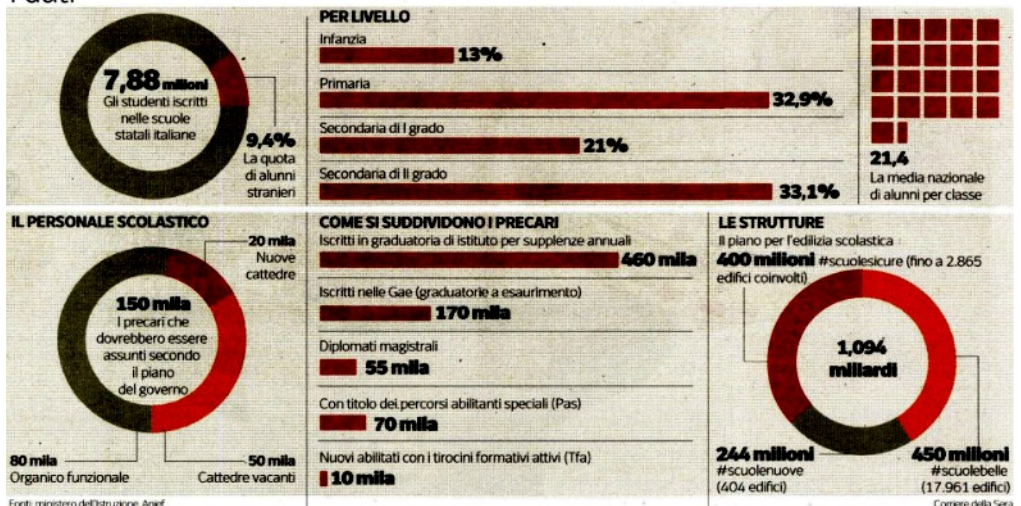 7,88 milioni
Gli studenti iscritti
nelle scuole
statali italiane
9,4%
La quota
di alunni
stranieri
PER LIVELLO
Infanzia
13%
Primaria
32,9%
Secondaria di I grado
21%
Secondaria di II grado
33,1%
21,4
La media nazionale
di alunni per classe
IL PERSONALE SCOLASTICO
20 mila
Nuove
cattedre
150 mila
I precari che
dovrebbero essere
assunti secondo
il piano
del governo
80 mila
Organico funzionale
50 mila
Cattedre vacanti
COME SI SUDDIVIDONO I PRECARI
Iscritti in graduatoria di istituto per supplenze annuali
460 mila
Iscritti nelle Gae (graduatorie a esaurimento)
170 mila
Diplomati magistrali
55 mila
Con titolo dei percorsi abilitanti speciali (Pas)
70 mila
Nuovi abilitati con i tirocini formativi attivi (Tfa)
10 mila
LE STRUTTURE
Il piano per l'edilizia scolastica
400 milioni #scuolesicure (fino a 2.865
edifici coinvolti)
1,094
miliardi
244 milioni
#scuolenuove
(404 edifici)
450 milioni
#scuolebelle
(17.961 edifici)
Fonti: ministero dell'Istruzione, Anief
Corriere della Sera